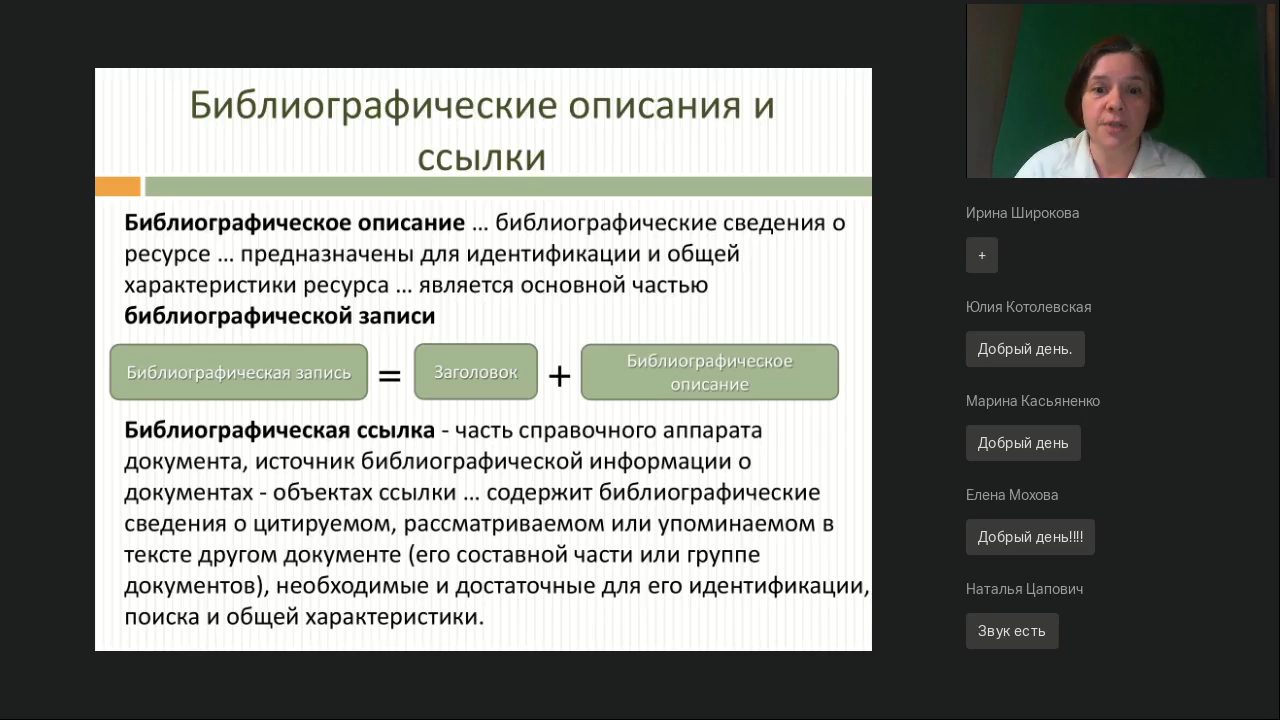 Библиографические описания и
ссылки
Библиографическое описание ... библиографические сведения о
ресурсе ... предназначены для идентификации и общей
характеристики ресурса ... является основной частью
библиографической записи
Библиографическая запись = Заголовок + Библиографическое
описание
Библиографическая ссылка - часть справочного аппарата
документа, источник библиографической информации о
документах - объектах ссылки ... содержит библиографические
сведения о цитируемом, рассматриваемом или упоминаемом в
тексте другом документе (его составной части или группе
документов), необходимые и достаточные для его идентификации,
поиска и общей характеристики.
Ирина Широкова
+
Юлия Котолевская
Добрый день.
Марина Касьяненко
Добрый день
Елена Мохова
Добрый день!!!!
Наталья Цапович
Звук есть